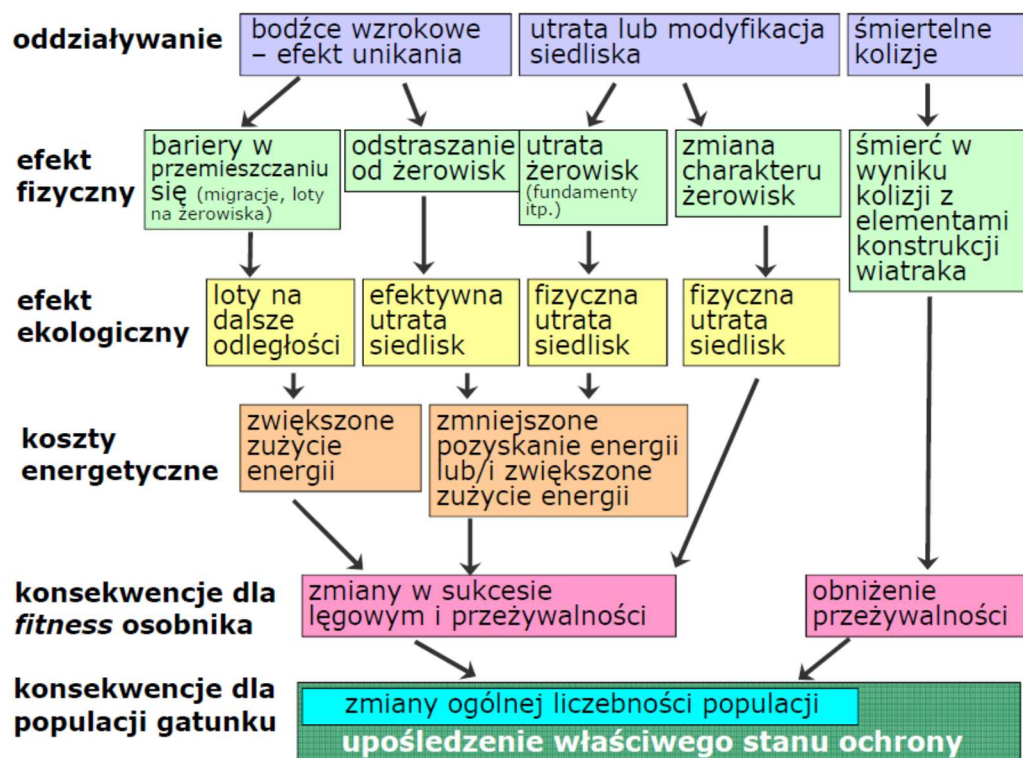 oddziaływanie
bodźce wzrokowe
– efekt unikania
utrata lub modyfikacja
siedliska
śmiertelne
kolizje
efekt
fizyczny
bariery w
przemieszczaniu
się (migracje, loty
na żerowiska)
odstraszanie
od żerowisk
utrata
żerowisk
(fundamenty
itp.)
zmiana
charakteru
żerowisk
śmierć w
wyniku
kolizji z
elementami
konstrukcji
wiatraka
efekt
ekologiczny
loty na
dalsze
odległości
efektywna
utrata
siedlisk
fizyczna
utrata
siedlisk
fizyczna
utrata
siedlisk
koszty
energetyczne
zwiększone
zużycie
energii
zmniejszone
pozyskanie energii
lub/i zwiększone
zużycie energii
konsekwencje dla
fitness osobnika
zmiany w sukcesie
lęgowym i przeżywalności
obniżenie
przeżywalności
konsekwencje dla
populacji gatunku
zmiany ogólnej liczebności populacji
upośledzenie właściwego stanu ochrony